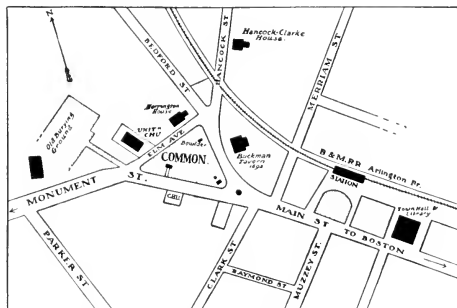 N
BEDFORD ST
HANCOCK ST
Hancock-Clarke
House.
MERRIAM ST
Harrington
House
Old Burying
Ground
UNIT'N
CHU
ELM AVE
Boulder
COMMON.
Buckman
Tavern
B & M. RR Arlington Br.
STATION
Town Hall &
Library
MONUMENT ST.
CHU
MAIN ST TO BOSTON
PARKER ST
CLARK ST
RAYMOND ST
MUZZEY ST.